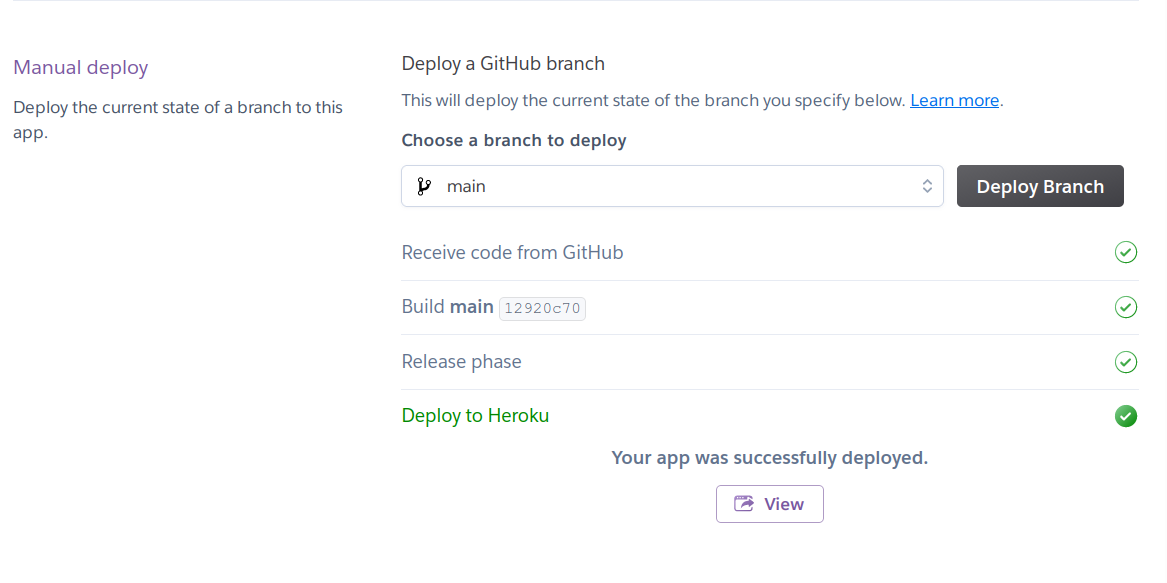 Manual deploy
Deploy the current state of a branch to this
app.
Deploy a GitHub branch
This will deploy the current state of the branch you specify below. Learn more.
Choose a branch to deploy
main
Deploy Branch
Receive code from GitHub
Build main 12920c70
Release phase
Deploy to Heroku
Your app was successfully deployed.
View